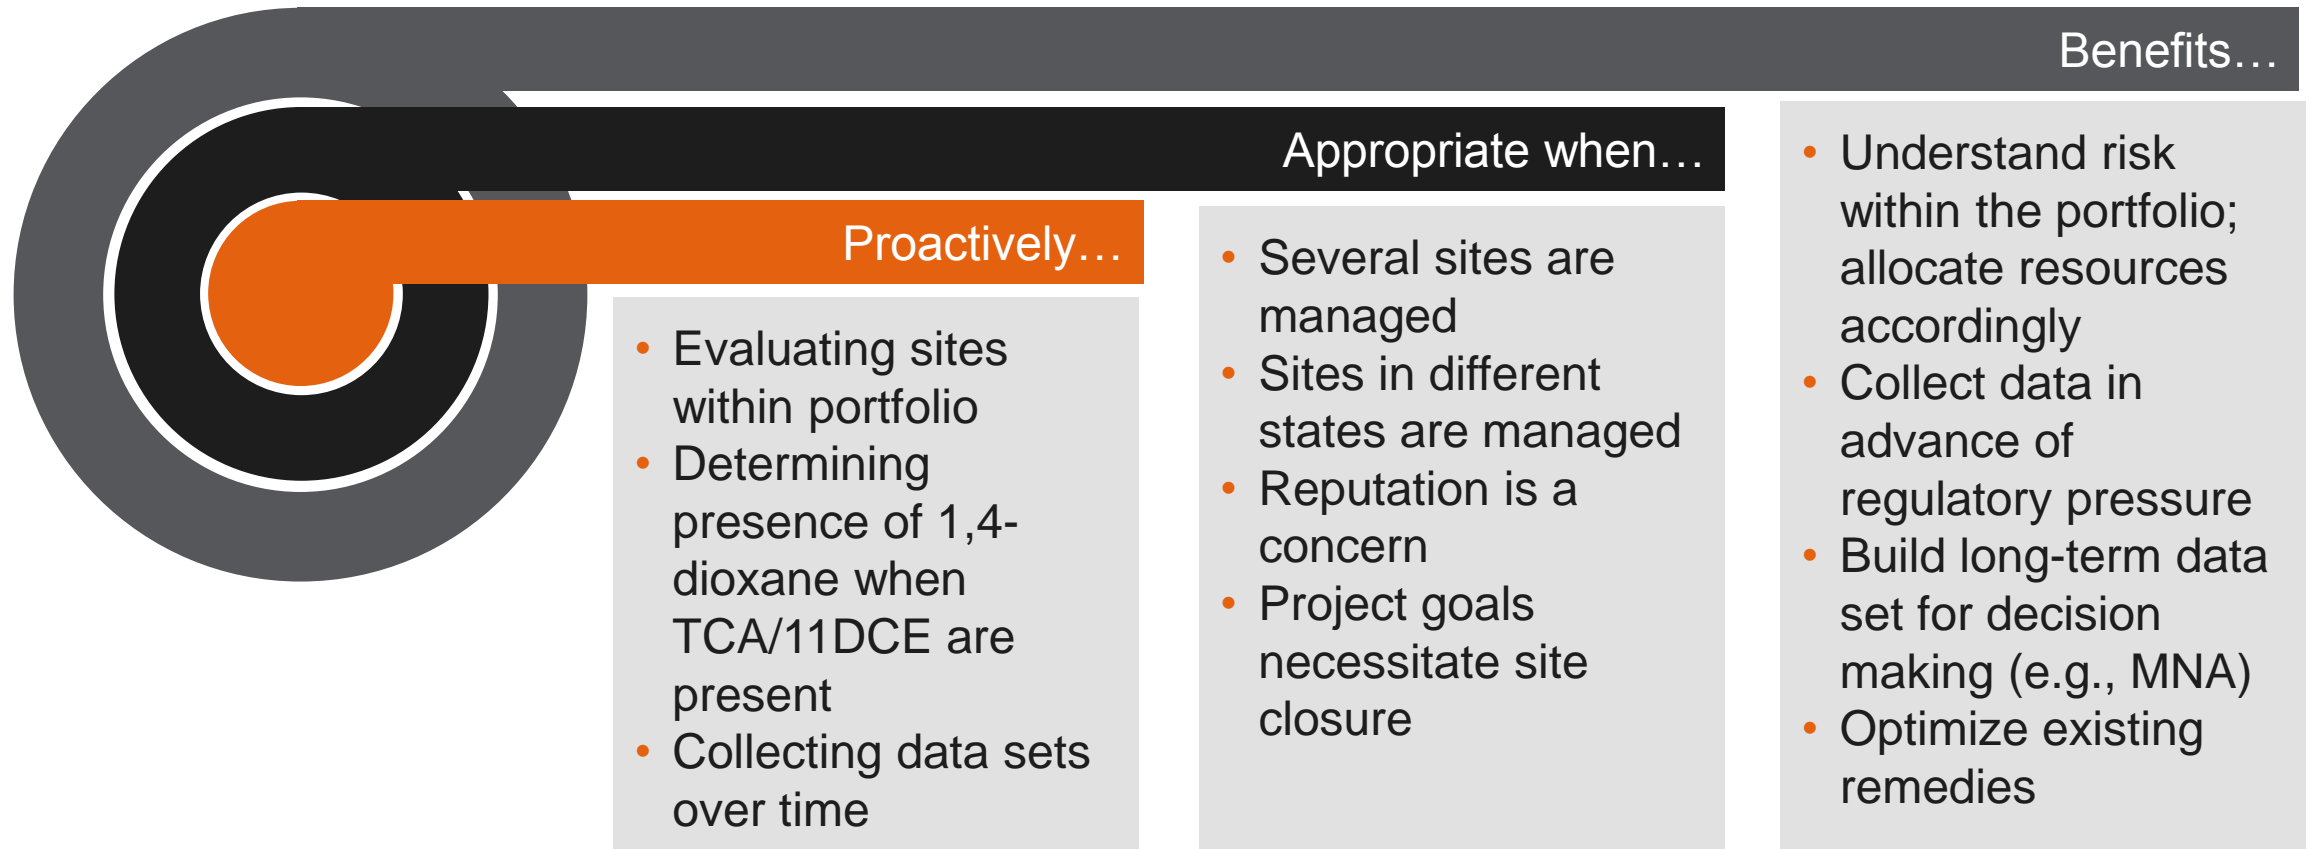 Benefits…
Appropriate when…
Proactively…
• Evaluating sites
within portfolio
• Determining
presence of 1,4-
dioxane when
TCA/11DCE are
present
• Collecting data sets
over time
• Several sites are
managed
• Sites in different
states are managed
• Reputation is a
concern
• Project goals
necessitate site
closure
• Understand risk
within the portfolio;
allocate resources
accordingly
• Collect data in
advance of
regulatory pressure
• Build long-term data
set for decision
making (e.g., MNA)
• Optimize existing
remedies